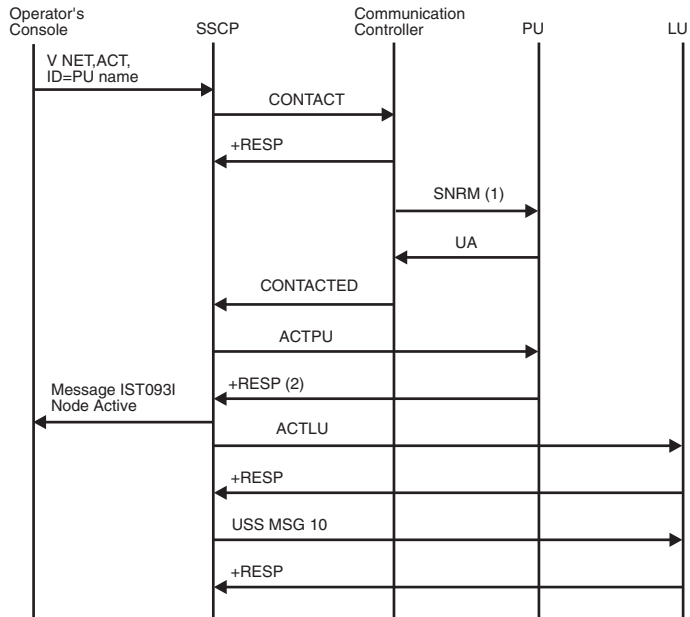 Operator's
Console
SSCP
Communication
Controller
PU
LU
V NET,ACT,
ID=PU name
CONTACT
+RESP
SNRM (1)
UA
CONTACTED
ACTPU
+RESP (2)
Message IST093I
Node Active
ACTLU
+RESP
USS MSG 10
+RESP